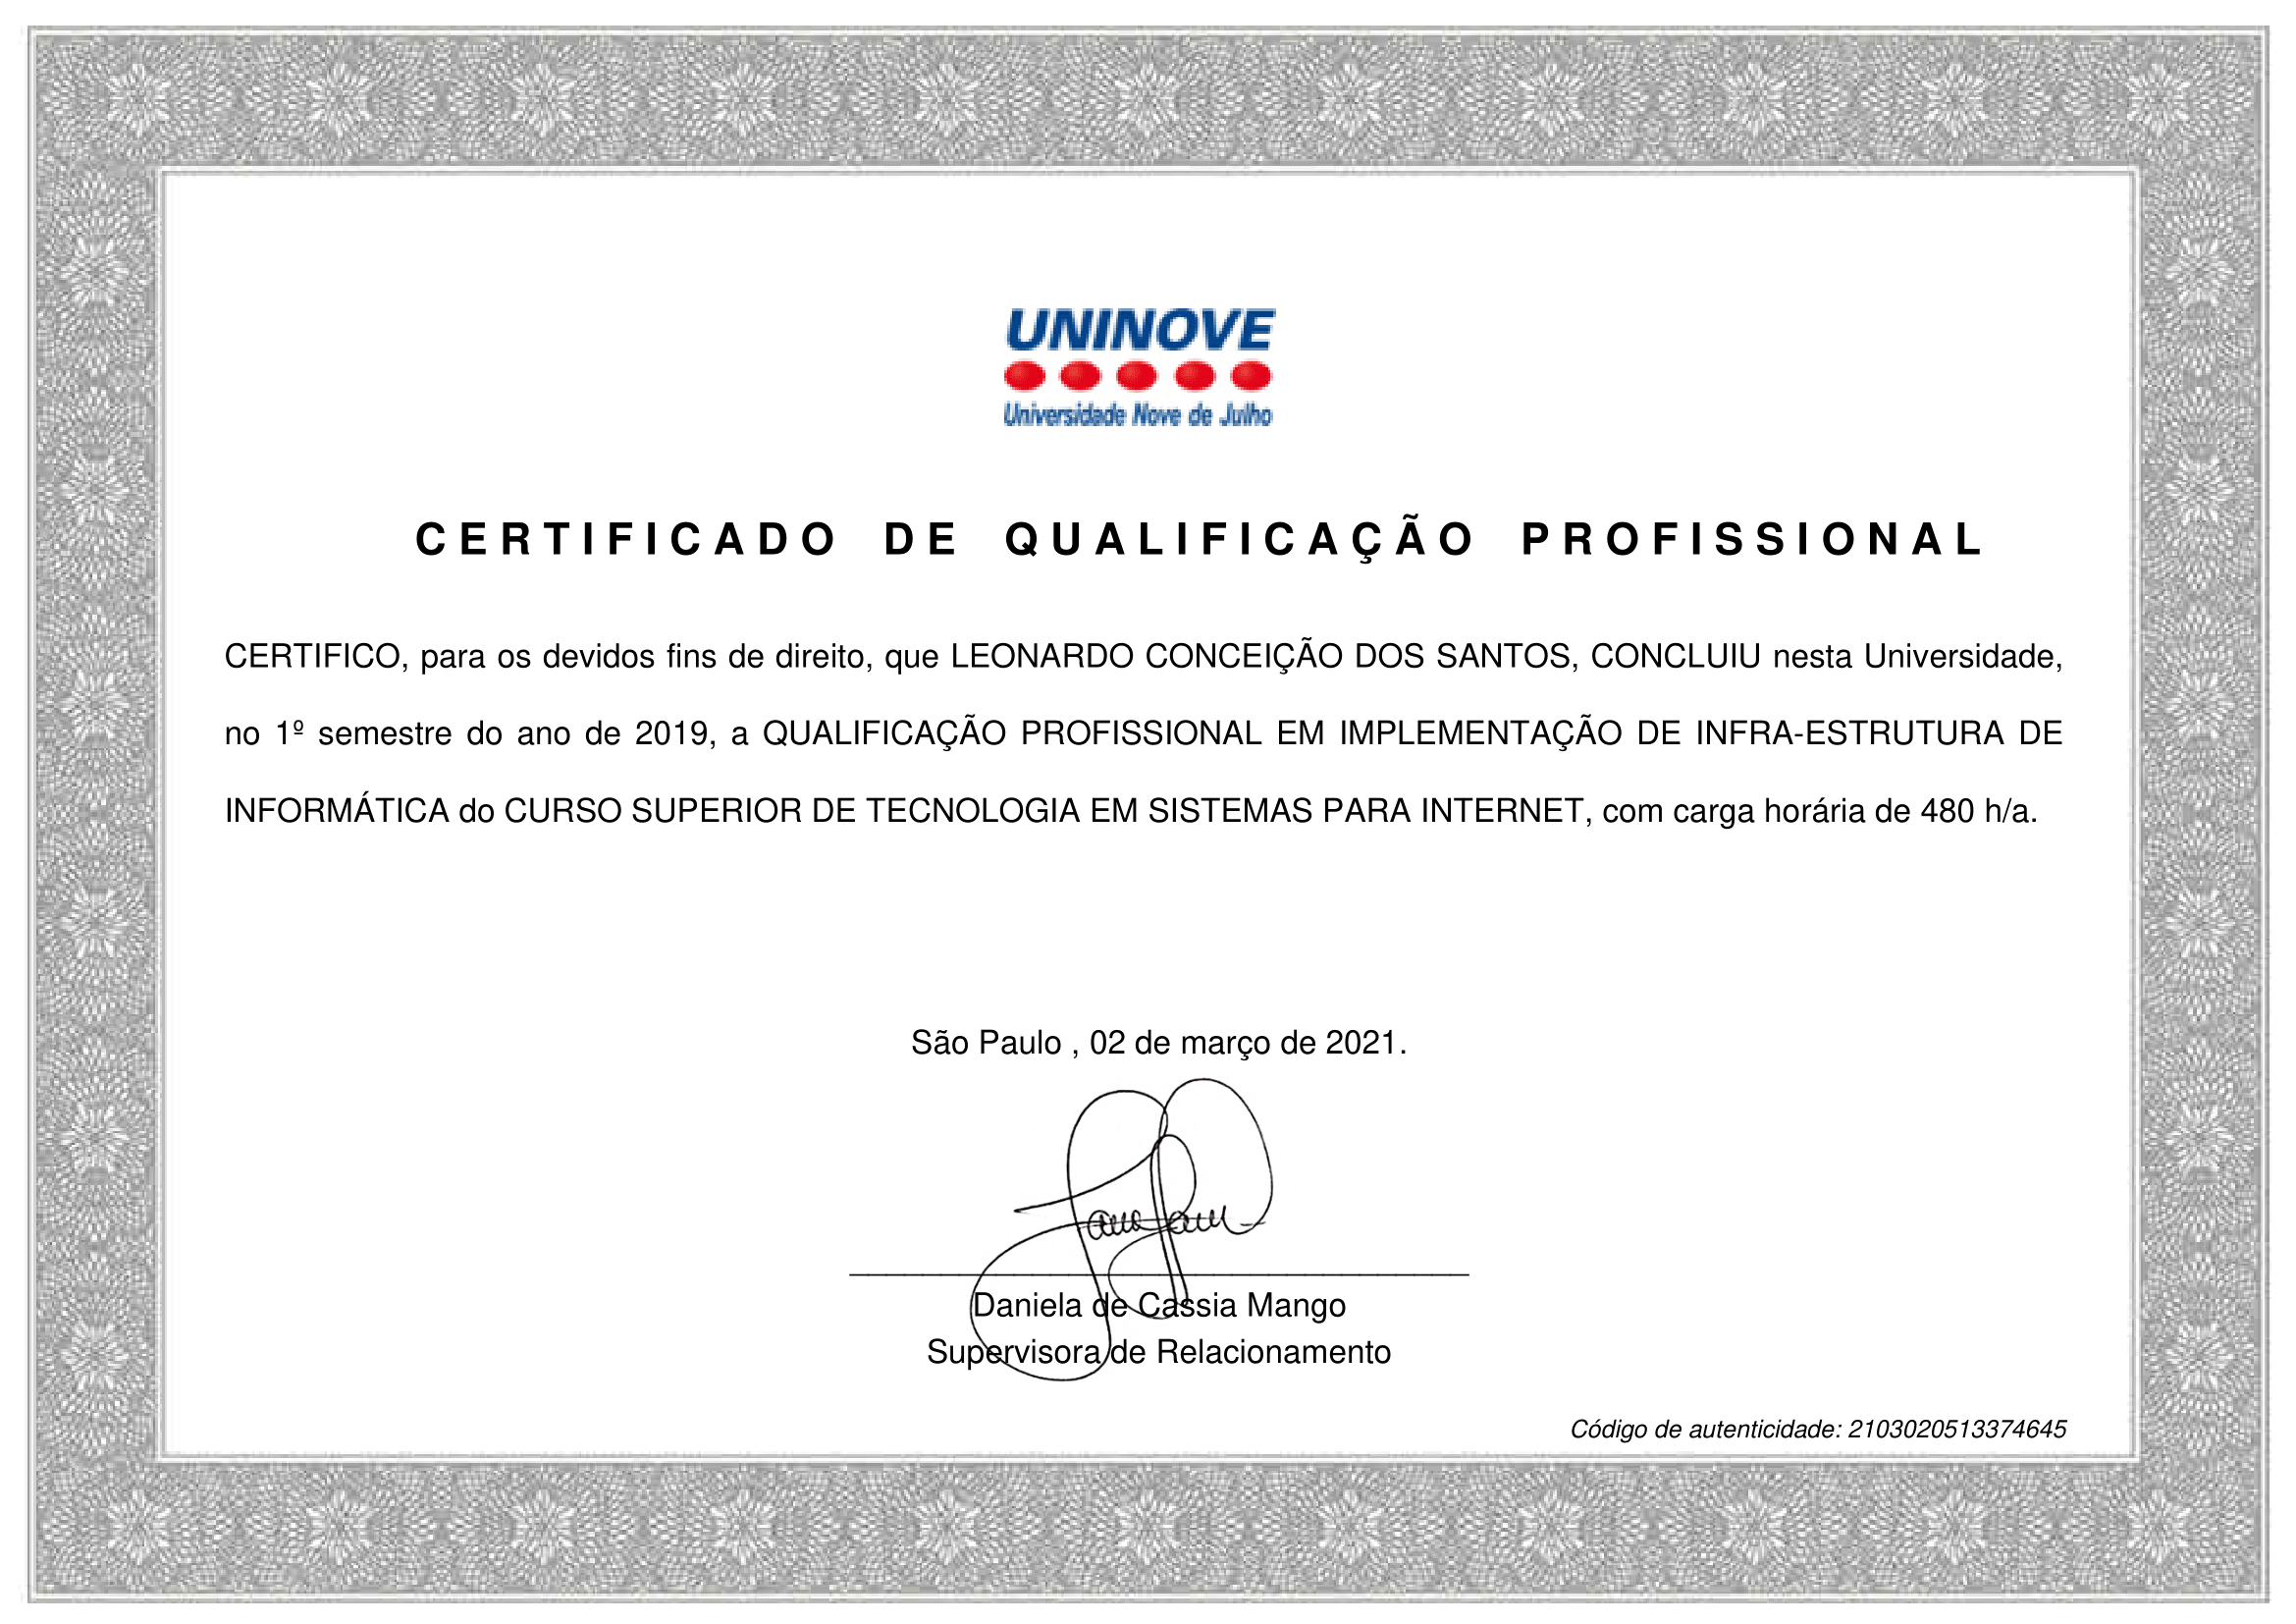 UNINOVE
Universidade Nove de Julho
CERTIFICADO DE QUALIFICAÇÃO PROFISSIONAL
CERTIFICO, para os devidos fins de direito, que LEONARDO CONCEIÇÃO DOS SANTOS, CONCLUIU nesta Universidade,
no 1º semestre do ano de 2019, a QUALIFICAÇÃO PROFISSIONAL EM IMPLEMENTAÇÃO DE INFRA-ESTRUTURA DE
INFORMÁTICA do CURSO SUPERIOR DE TECNOLOGIA EM SISTEMAS PARA INTERNET, com carga horária de 480 h/a.
São Paulo , 02 de março de 2021.
Daniela de Cassia Mango
Supervisora de Relacionamento
Código de autenticidade: 2103020513374645